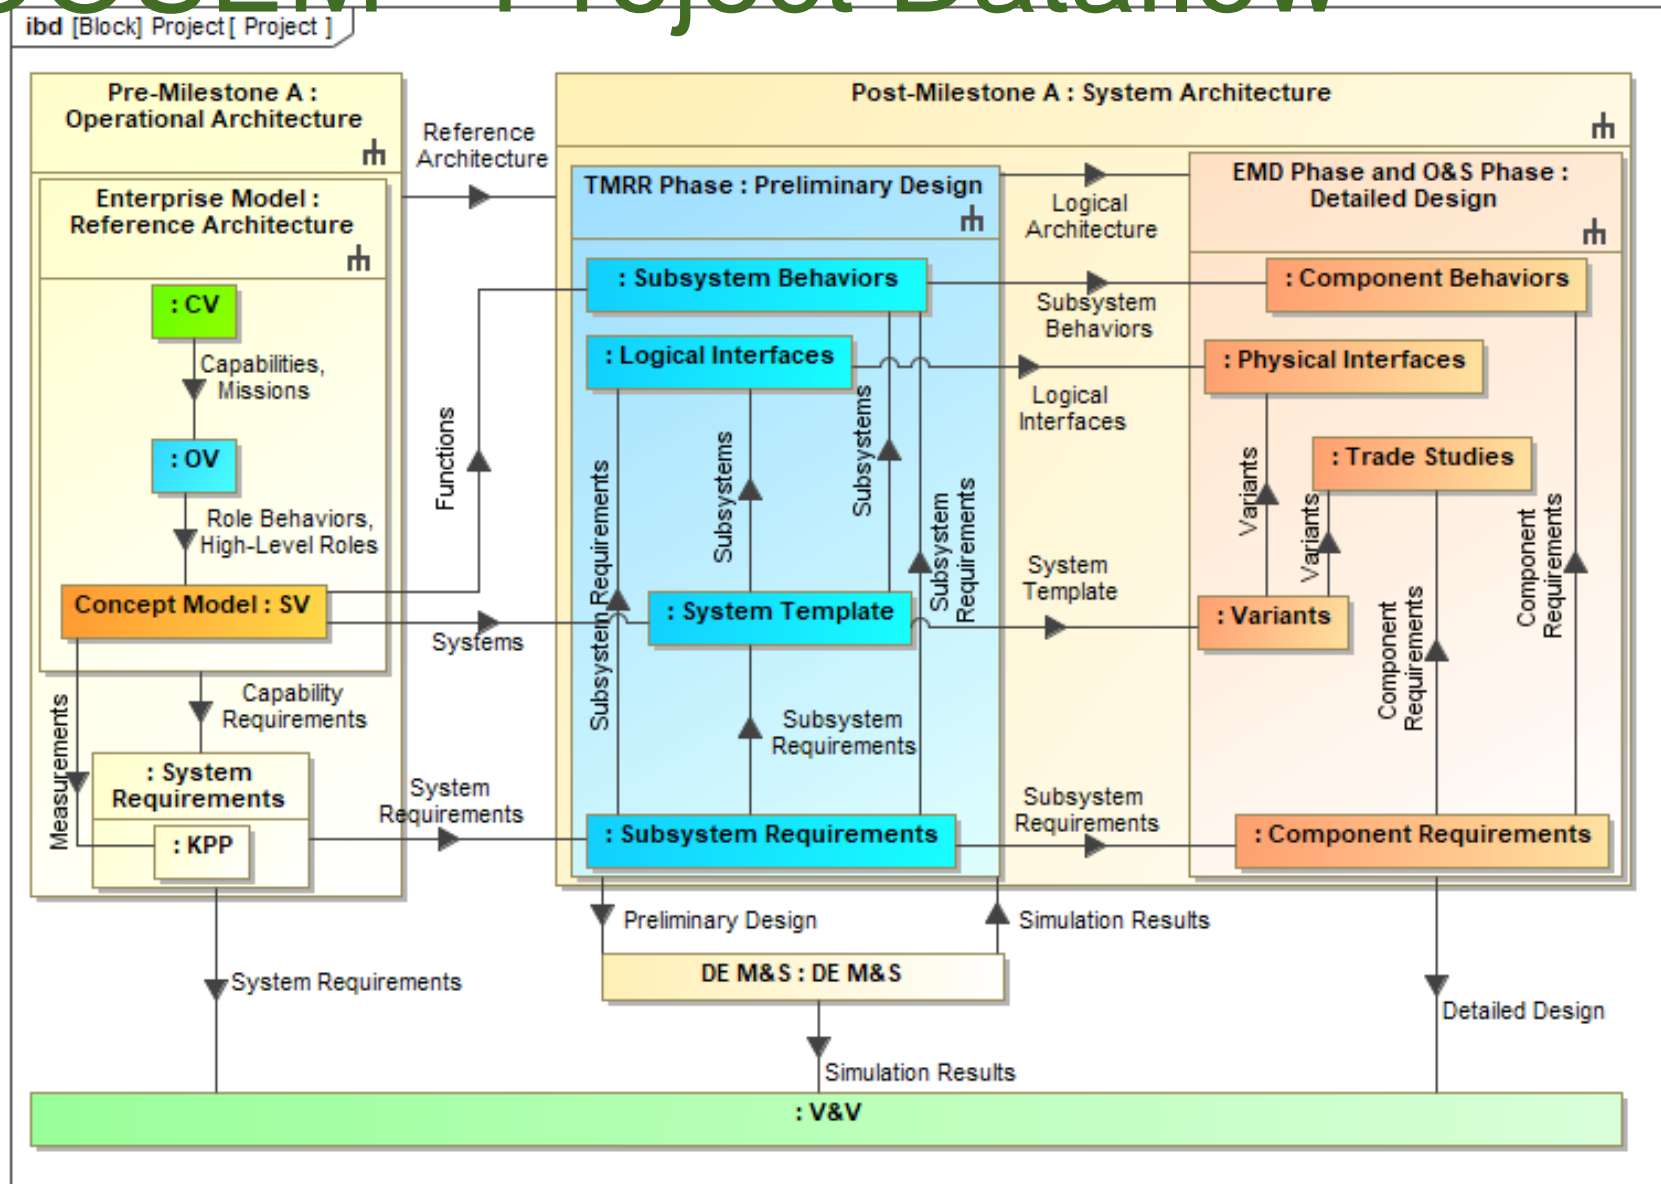 Project Dataflow
ibd [Block] Project [ Project ]
Pre-Milestone A :
Operational Architecture
Enterprise Model :
Reference Architecture
: CV
Capabilities,
Missions
: OV
Role Behaviors,
High-Level Roles
Concept Model : SV
Capability
Requirements
Measurements
: System
Requirements
: KPP
Reference
Architecture
Functions
Systems
System
Requirements
Post-Milestone A : System Architecture
TMRR Phase : Preliminary Design
: Subsystem Behaviors
: Logical Interfaces
Subsystem Requirements
Subsystems
Subsystems
Subsystem
Requirements
: System Template
Subsystem
Requirements
: Subsystem Requirements
Logical
Architecture
Subsystem
Behaviors
Logical
Interfaces
System
Template
Subsystem
Requirements
EMD Phase and O&S Phase :
Detailed Design
: Component Behaviors
: Physical Interfaces
: Trade Studies
Variants
Variants
Component
Requirements
Component
Requirements
: Variants
: Component Requirements
Preliminary Design
Simulation Results
DE M&S : DE M&S
System Requirements
Simulation Results
Detailed Design
: V&V